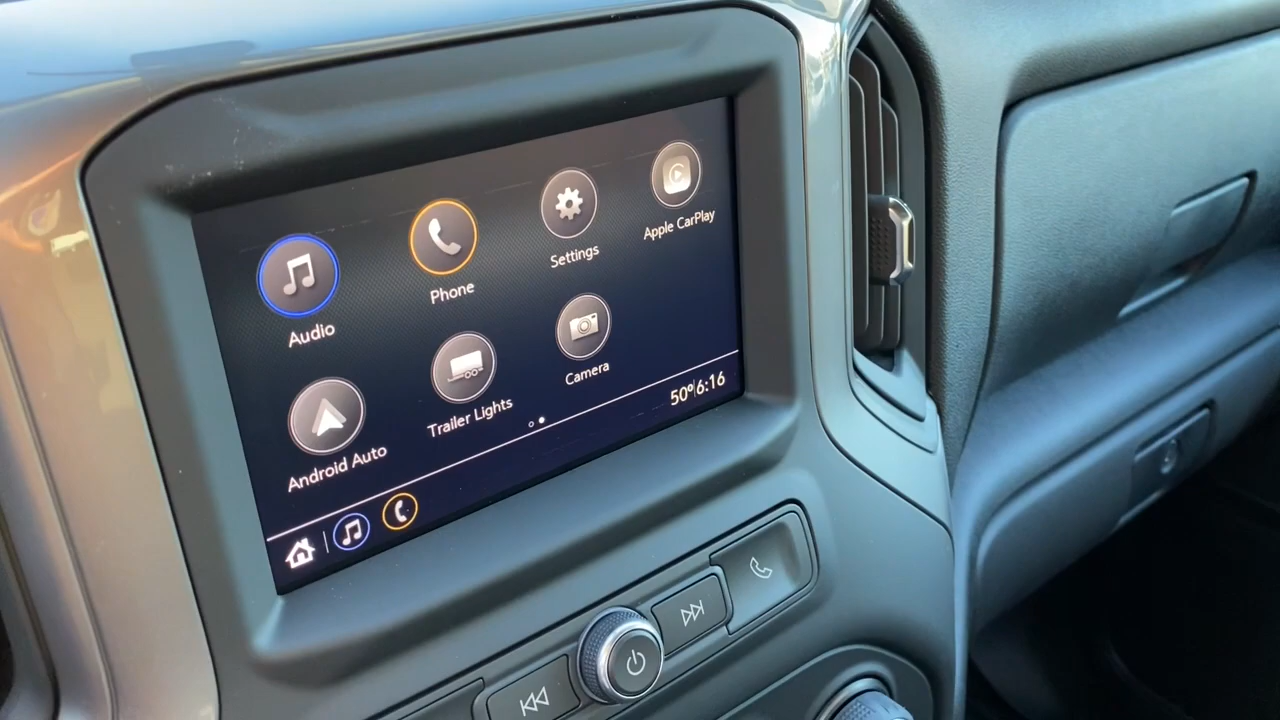 Audio
Phone
Settings
Apple CarPlay
Android Auto
Trailer Lights
Camera
50°|6:16